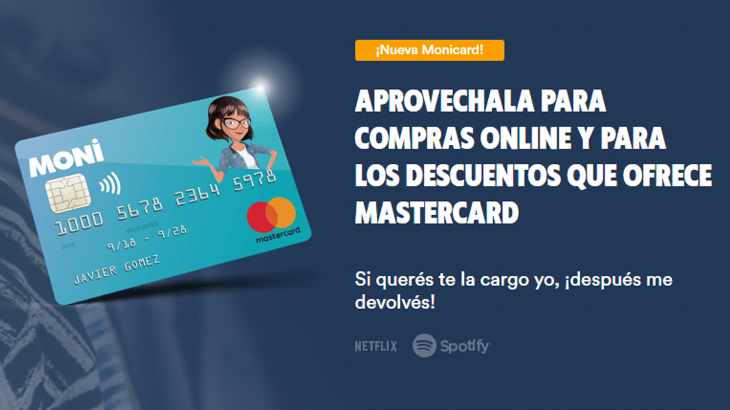 ¡Nueva Monicard!
APROVECHALA PARA
COMPRAS ONLINE Y PARA
LOS DESCUENTOS QUE OFRECE
MASTERCARD
Si querés te la cargo yo, ¡después me
devolvés!
NETFLIX Spotify
MONI
1000 5678 2364 5978
9/18 - 9/28
JAVIER GOMEZ
mastercard